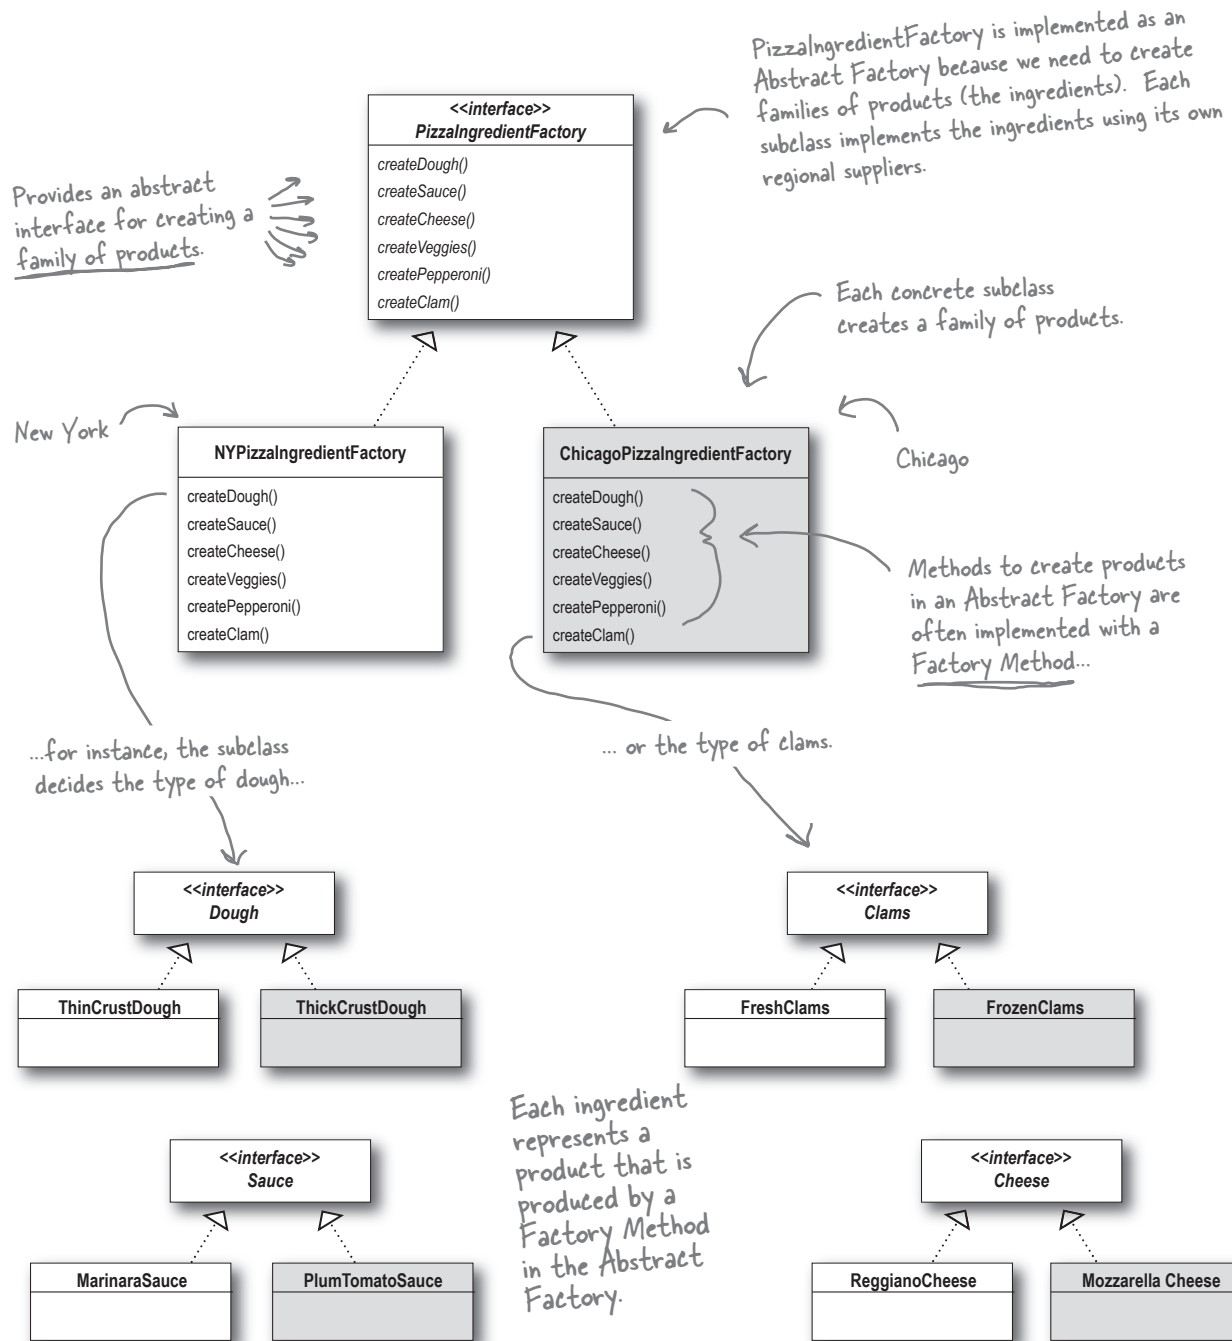 PizzaIngredientFactory is implemented as an
Abstract Factory because we need to create
families of products (the ingredients). Each
subclass implements the ingredients using its own
regional suppliers.
<<interface>>
PizzaIngredientFactory
createDough()
createSauce()
createCheese()
createVeggies()
createPepperoni()
createClam()
Provides an abstract
interface for creating a
family of products.
Each concrete subclass
creates a family of products.
New York
NYPizzaIngredientFactory
createDough()
createSauce()
createCheese()
createVeggies()
createPepperoni()
createClam()
ChicagoPizzaIngredientFactory
createDough()
createSauce()
createCheese()
createVeggies()
createPepperoni()
createClam()
Chicago
Methods to create products
in an Abstract Factory are
often implemented with a
Factory Method...
...for instance, the subclass
decides the type of dough...
... or the type of clams.
<<interface>>
Dough
ThinCrustDough
ThickCrustDough
<<interface>>
Clams
FreshClams
FrozenClams
Each ingredient
represents a
product that is
produced by a
Factory Method
in the Abstract
Factory.
<<interface>>
Sauce
MarinaraSauce
PlumTomatoSauce
<<interface>>
Cheese
ReggianoCheese
Mozzarella Cheese